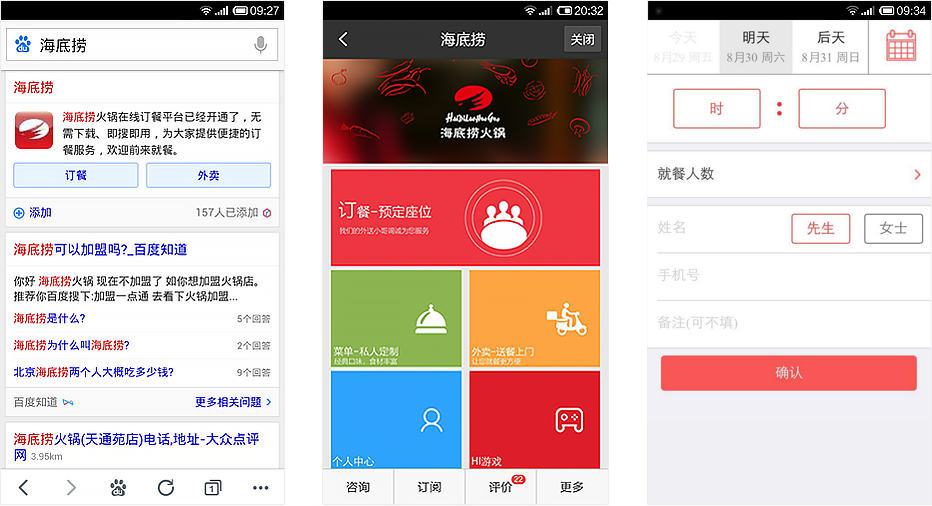 09:27
du 海底捞
海底捞
海底捞火锅在线订餐平台已经开通了，无
需下载、即搜即用，为大家提供便捷的订
餐服务，欢迎前来就餐。
订餐 外卖
添加 157人已添加
海底捞可以加盟吗?_百度知道
你好 海底捞火锅 现在不加盟了 如你想加盟火锅店。
推荐你百度搜下:加盟一点通 去看下火锅加盟...
海底捞是什么? 5个回答
海底捞为什么叫海底捞? 2个回答
北京海底捞两个人大概吃多少钱? 9个回答
百度知道 更多相关问题
海底捞火锅(天通苑店)电话,地址-大众点评
网 3.95km
du 1
20:32
海底捞 关闭
HaiDiLaoHuoGuo
海底捞火锅
订餐-预定座位
我们的外送小哥竭诚为您服务
菜单-私人定制
经典口味，食材丰富
外卖-送餐上门
让您就餐更方便
个人中心
HI游戏
咨询 订阅 评价 22 更多
09:34
今天 明天 后天
8月29 周五 8月30 周六 8月31 周日
时 : 分
就餐人数
姓名 先生 女士
手机号
备注(可不填)
确认